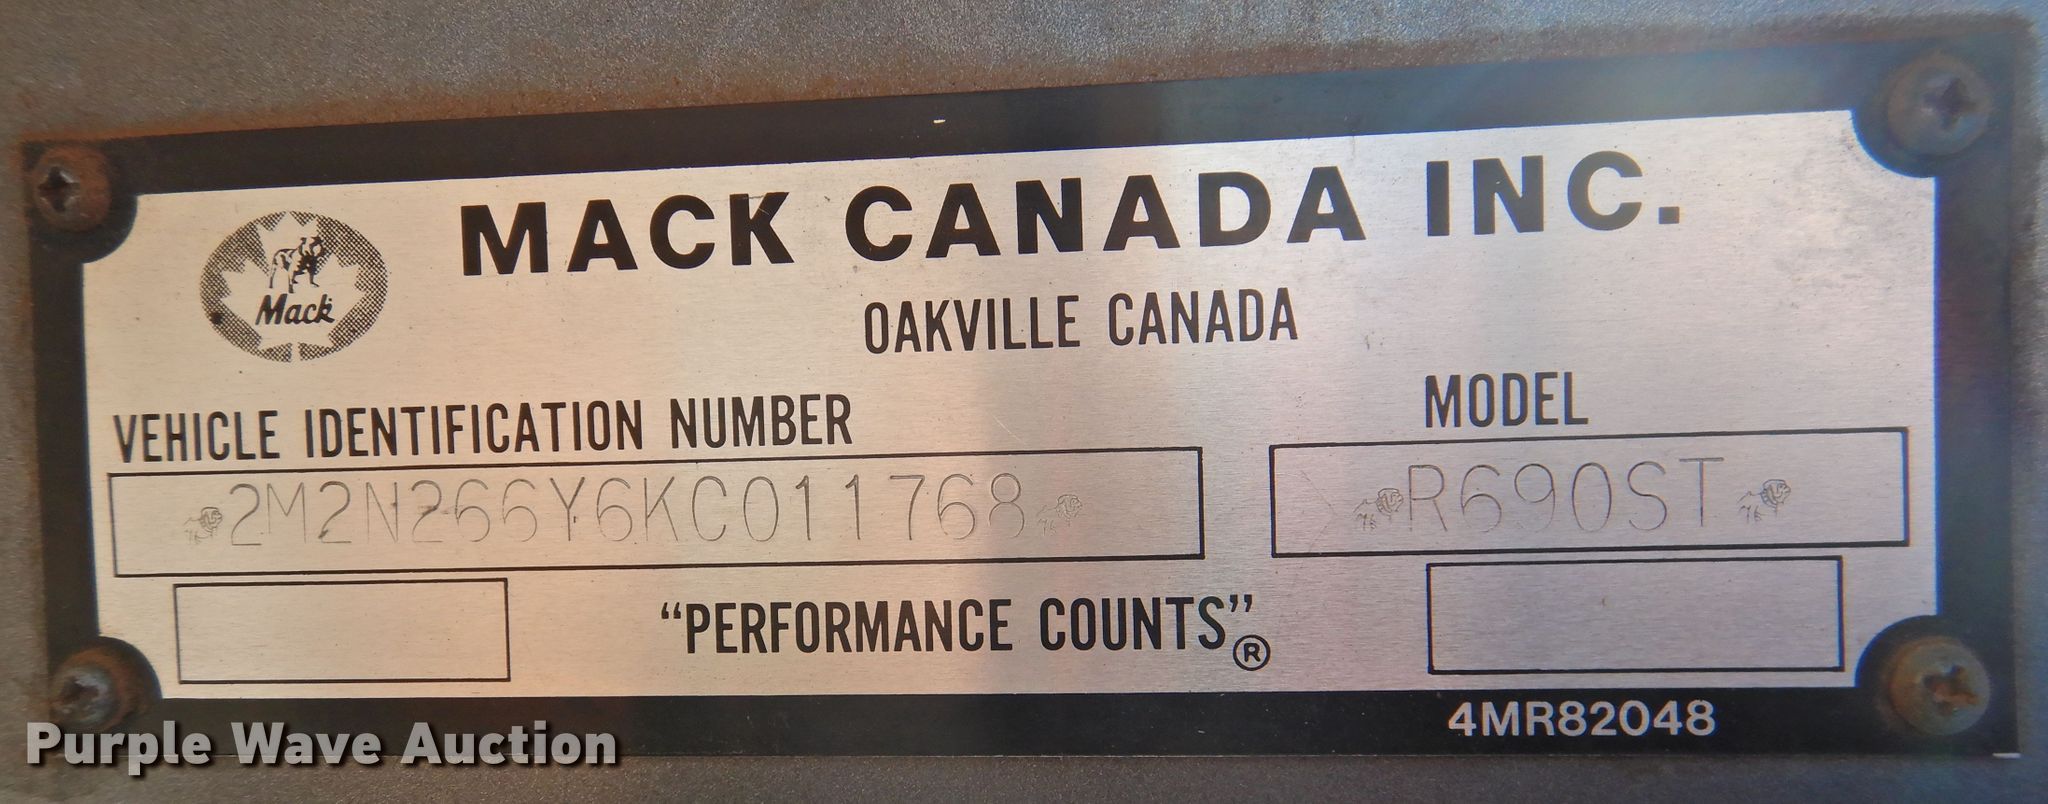 MACK CANADA INC.
Mack
OAKVILLE CANADA
VEHICLE IDENTIFICATION NUMBER
MODEL
2M2N266Y6KC011768
R690ST
"PERFORMANCE COUNTS"®
4MR82048
Purple Wave Auction